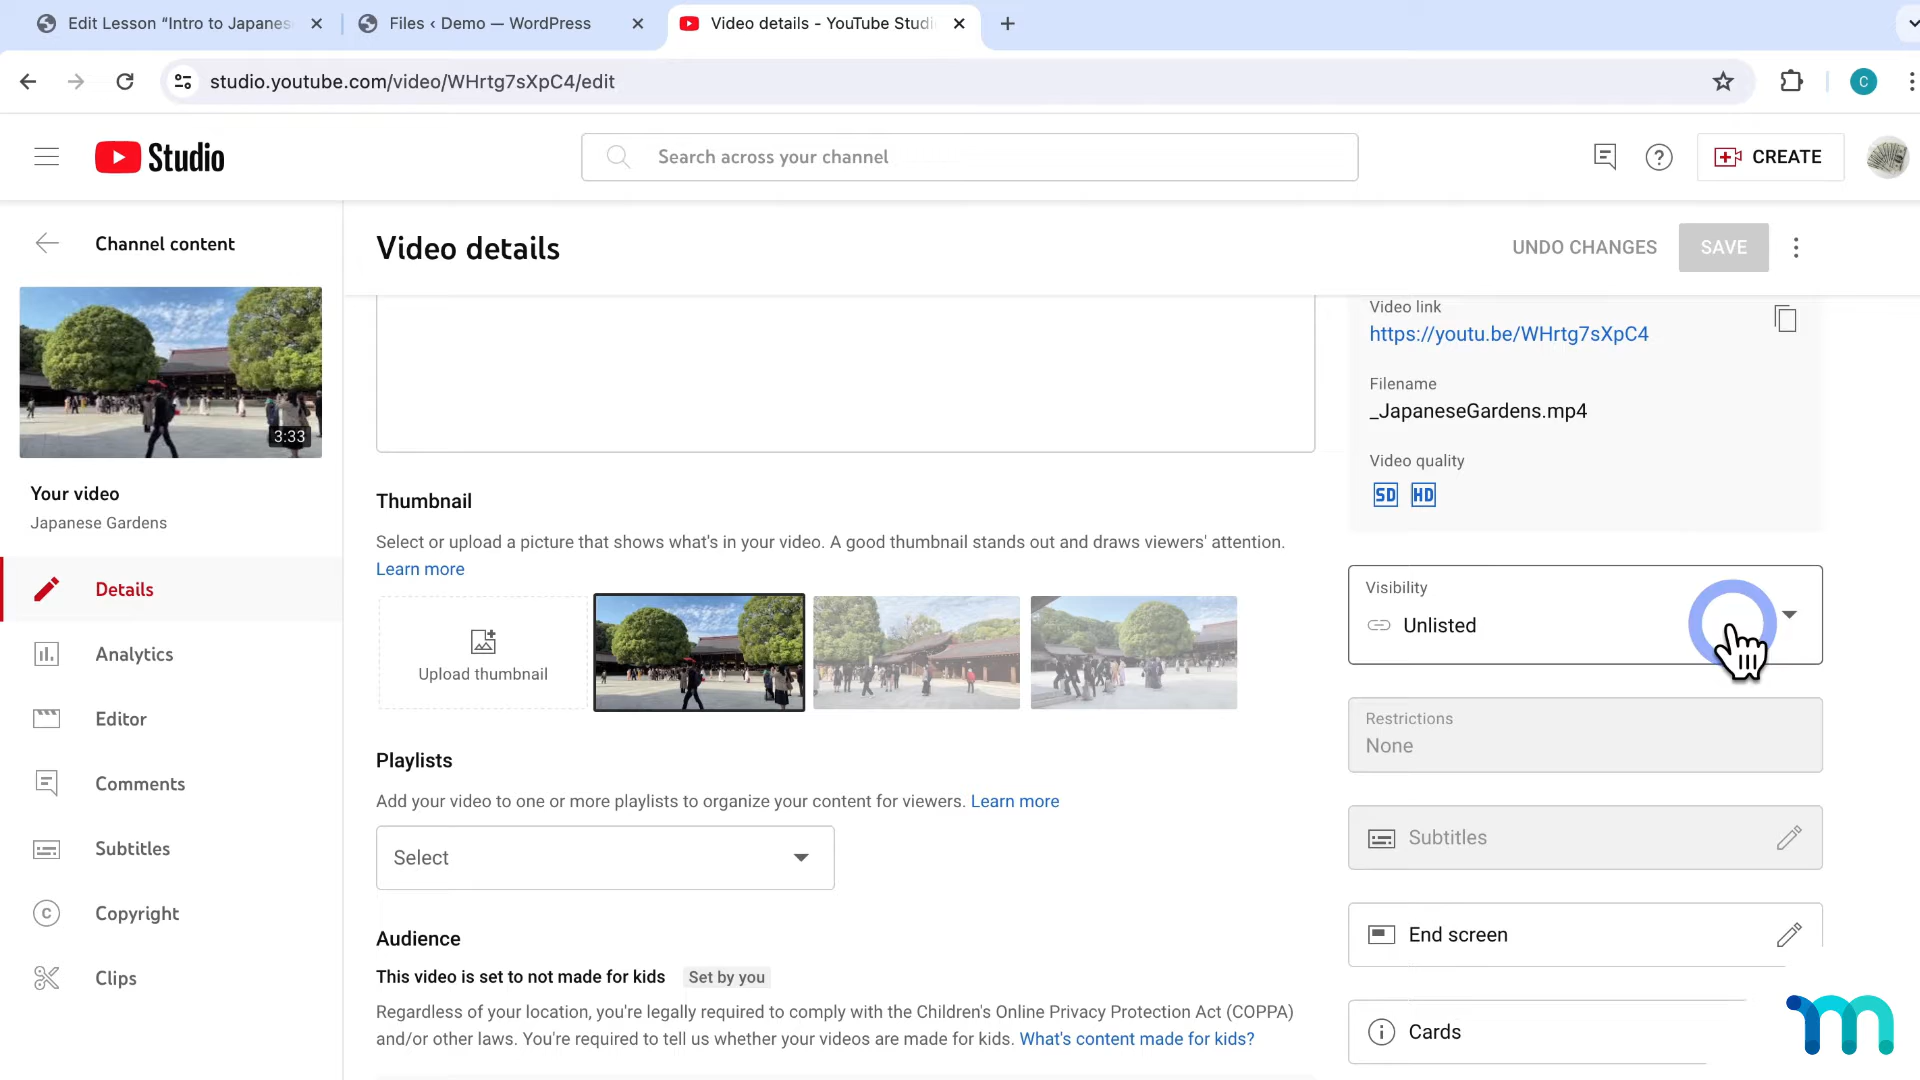 Edit Lesson “Intro to Japanes
Files ‹ Demo — WordPress
Video details - YouTube Studi
studio.youtube.com/video/WHrtg7sXpC4/edit
C
Studio
Search across your channel
CREATE
Channel content
Video details
UNDO CHANGES
SAVE
3:33
Your video
Japanese Gardens
Details
Analytics
Editor
Comments
Subtitles
Copyright
Clips
Thumbnail
Select or upload a picture that shows what's in your video. A good thumbnail stands out and draws viewers' attention.
Learn more
Upload thumbnail
Playlists
Add your video to one or more playlists to organize your content for viewers. Learn more
Select
Audience
This video is set to not made for kids Set by you
Regardless of your location, you're legally required to comply with the Children's Online Privacy Protection Act (COPPA)
and/or other laws. You're required to tell us whether your videos are made for kids. What's content made for kids?
Video link
https://youtu.be/WHrtg7sXpC4
Filename
_JapaneseGardens.mp4
Video quality
SD HD
Visibility
Unlisted
Restrictions
None
Subtitles
End screen
Cards
m